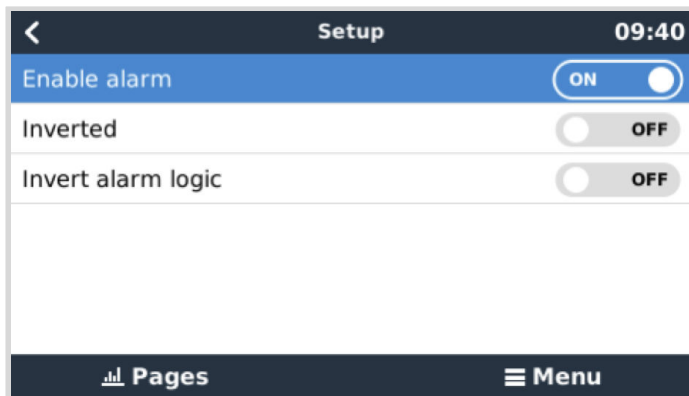 Setup 09:40
Enable alarm ON
Inverted OFF
Invert alarm logic OFF
Pages Menu